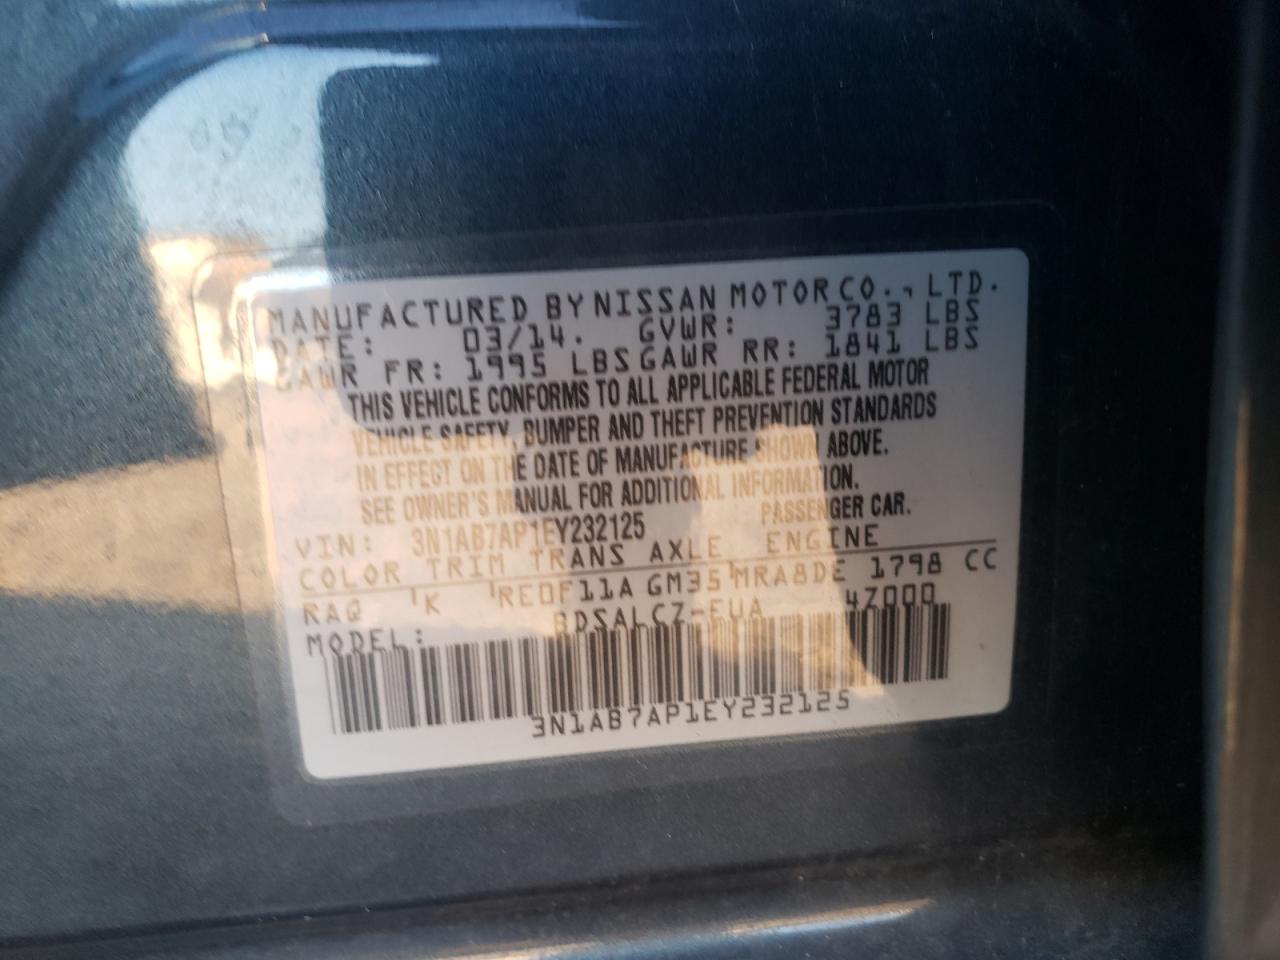 MANUFACTURED BY NISSAN MOTOR CO., LTD.
DATE: 03/14. GVWR: 3783 LBS
GAWR FR: 1995 LBS GAWR RR: 1841 LBS
THIS VEHICLE CONFORMS TO ALL APPLICABLE FEDERAL MOTOR
VEHICLE SAFETY, BUMPER AND THEFT PREVENTION STANDARDS
IN EFFECT ON THE DATE OF MANUFACTURE SHOWN ABOVE.
SEE OWNER'S MANUAL FOR ADDITIONAL INFORMATION.
VIN: 3N1AB7AP1EY232125 PASSENGER CAR.
COLOR TRIM TRANS AXLE ENGINE
RAQ K RE0F11A GM35 MRA8DE 1798 CC
MODEL: BDSALCZ-EUA 4Z000
3N1AB7AP1EY232125